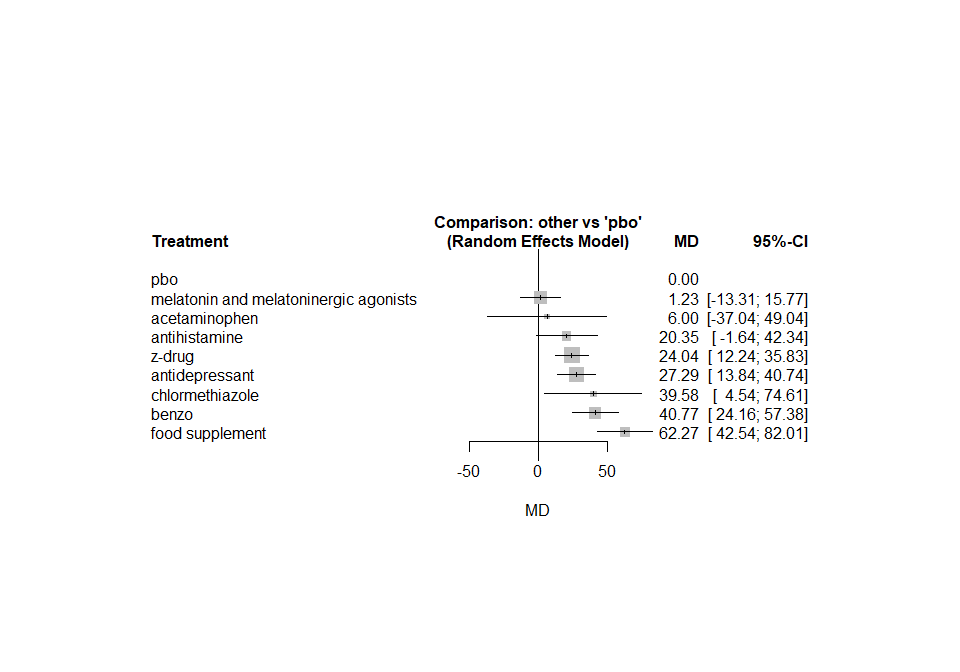 Comparison: other vs 'pbo'
Treatment (Random Effects Model) MD 95%-CI
pbo 0.00
melatonin and melatoninergic agonists 1.23 [-13.31; 15.77]
acetaminophen 6.00 [-37.04; 49.04]
antihistamine 20.35 [ -1.64; 42.34]
z-drug 24.04 [ 12.24; 35.83]
antidepressant 27.29 [ 13.84; 40.74]
chlormethiazole 39.58 [ 4.54; 74.61]
benzo 40.77 [ 24.16; 57.38]
food supplement 62.27 [ 42.54; 82.01]
-50 0 50
MD